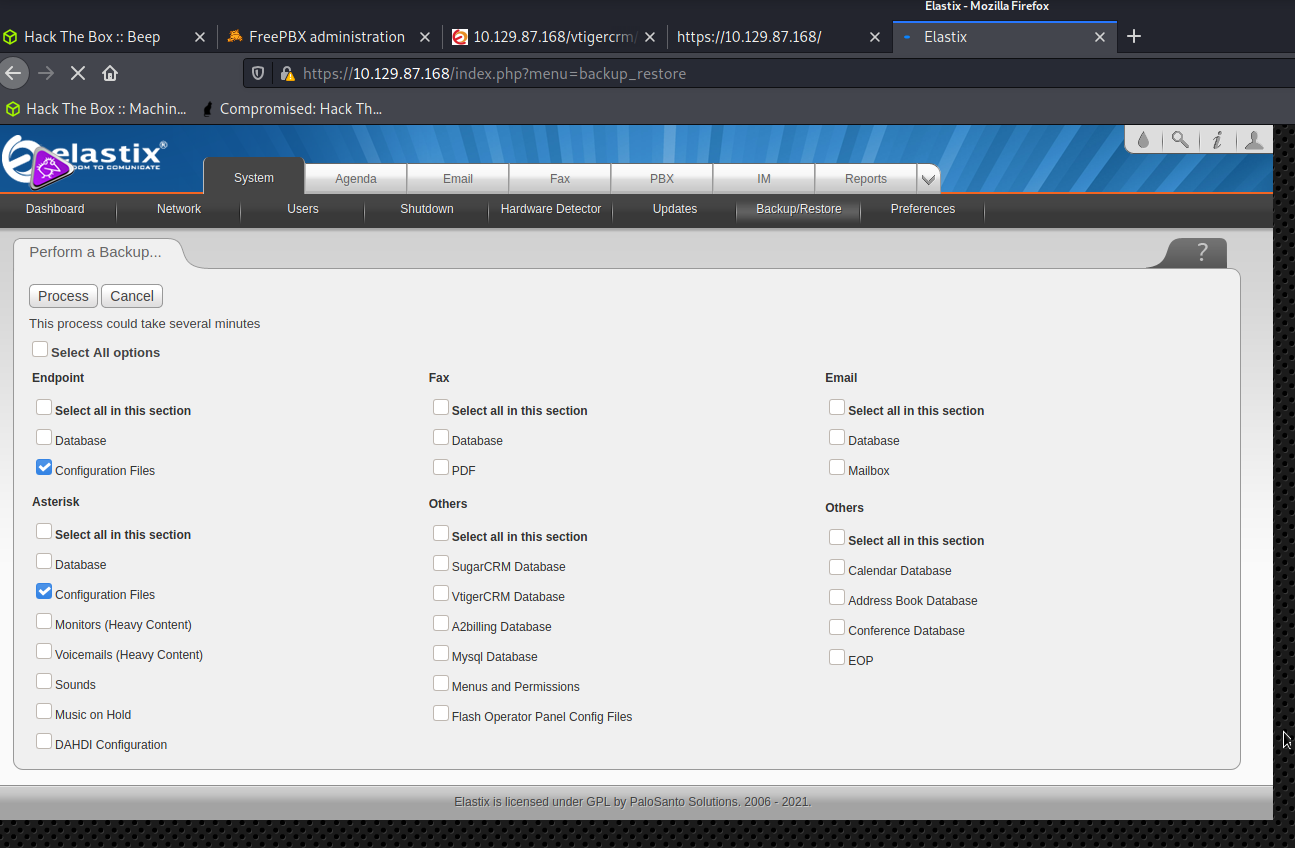 Elastix - Mozilla Firefox
Hack The Box :: Beep
FreePBX administration
10.129.87.168/vtigercrm/
https://10.129.87.168/
Elastix
https://10.129.87.168/index.php?menu=backup_restore
Hack The Box :: Machin...
Compromised: Hack Th...
elastix®
DOM TO COMUNICATE
System
Agenda
Email
Fax
PBX
IM
Reports
Dashboard
Network
Users
Shutdown
Hardware Detector
Updates
Backup/Restore
Preferences
Perform a Backup...
?
Process
Cancel
This process could take several minutes
Select All options
Endpoint
Select all in this section
Database
Configuration Files
Asterisk
Select all in this section
Database
Configuration Files
Monitors (Heavy Content)
Voicemails (Heavy Content)
Sounds
Music on Hold
DAHDI Configuration
Fax
Select all in this section
Database
PDF
Others
Select all in this section
SugarCRM Database
VtigerCRM Database
A2billing Database
Mysql Database
Menus and Permissions
Flash Operator Panel Config Files
Email
Select all in this section
Database
Mailbox
Others
Select all in this section
Calendar Database
Address Book Database
Conference Database
EOP
Elastix is licensed under GPL by PaloSanto Solutions. 2006 - 2021.